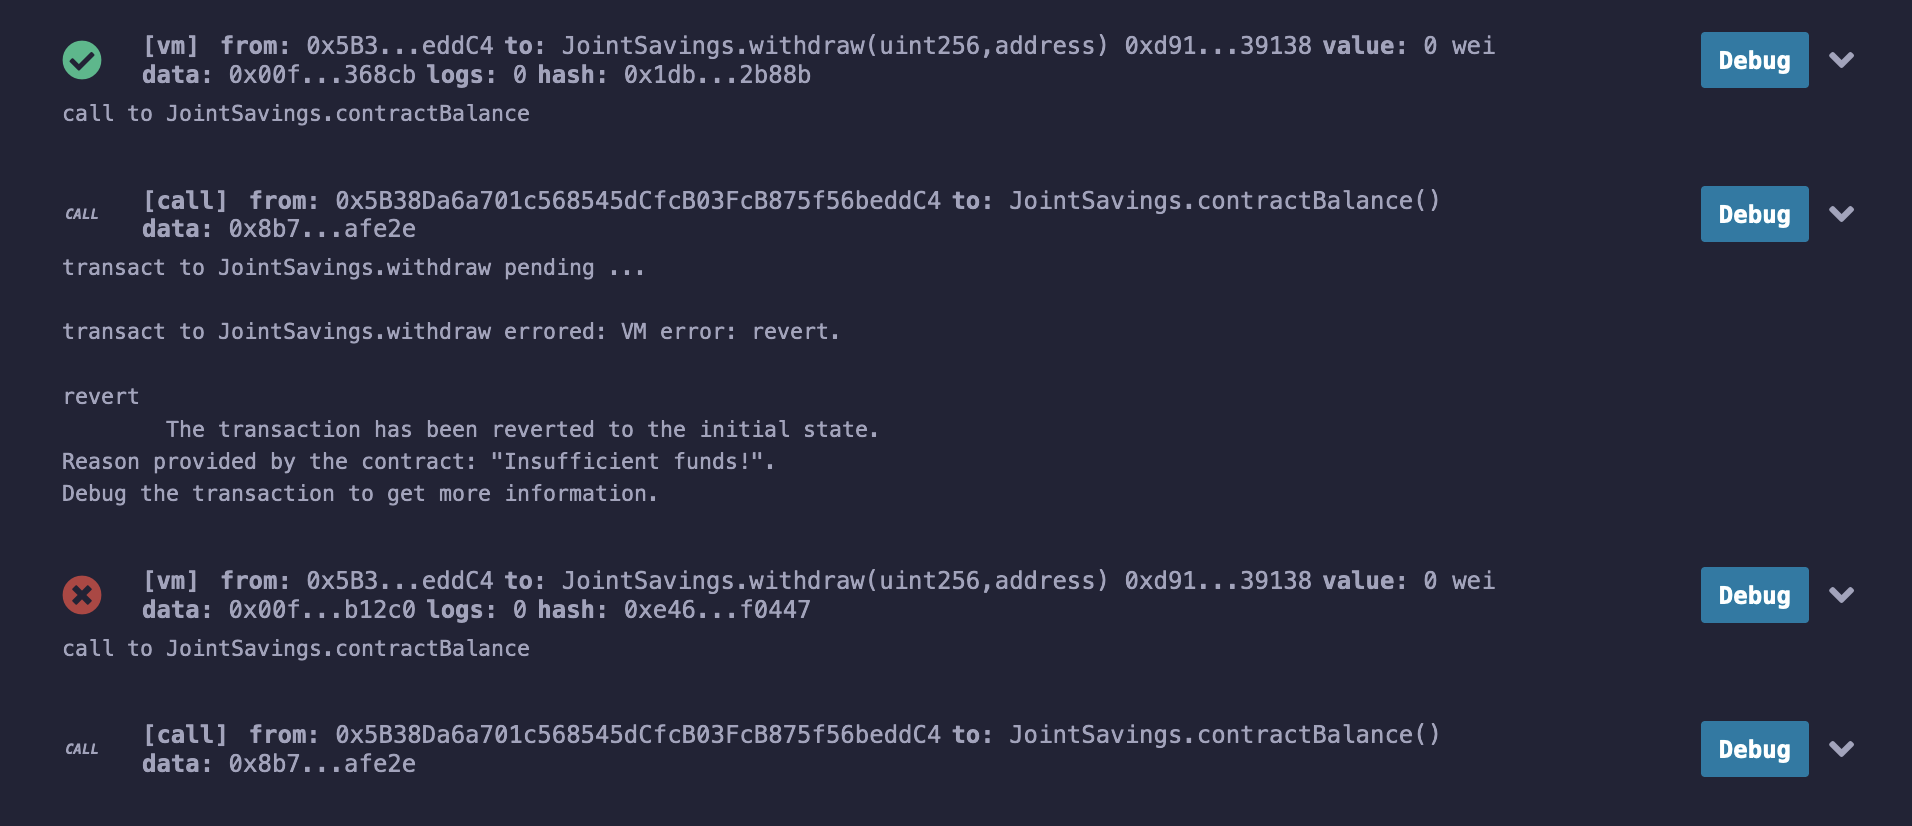 [vm] from: 0x5B3...eddC4 to: JointSavings.withdraw(uint256,address) 0xd91...39138 value: 0 wei
data: 0x00f...368cb logs: 0 hash: 0x1db...2b88b
Debug
call to JointSavings.contractBalance
CALL
[call] from: 0x5B38Da6a701c568545dCfcB03FcB875f56beddC4 to: JointSavings.contractBalance()
data: 0x8b7...afe2e
Debug
transact to JointSavings.withdraw pending ...
transact to JointSavings.withdraw errored: VM error: revert.
revert
The transaction has been reverted to the initial state.
Reason provided by the contract: "Insufficient funds!".
Debug the transaction to get more information.
[vm] from: 0x5B3...eddC4 to: JointSavings.withdraw(uint256,address) 0xd91...39138 value: 0 wei
data: 0x00f...b12c0 logs: 0 hash: 0xe46...f0447
Debug
call to JointSavings.contractBalance
CALL
[call] from: 0x5B38Da6a701c568545dCfcB03FcB875f56beddC4 to: JointSavings.contractBalance()
data: 0x8b7...afe2e
Debug